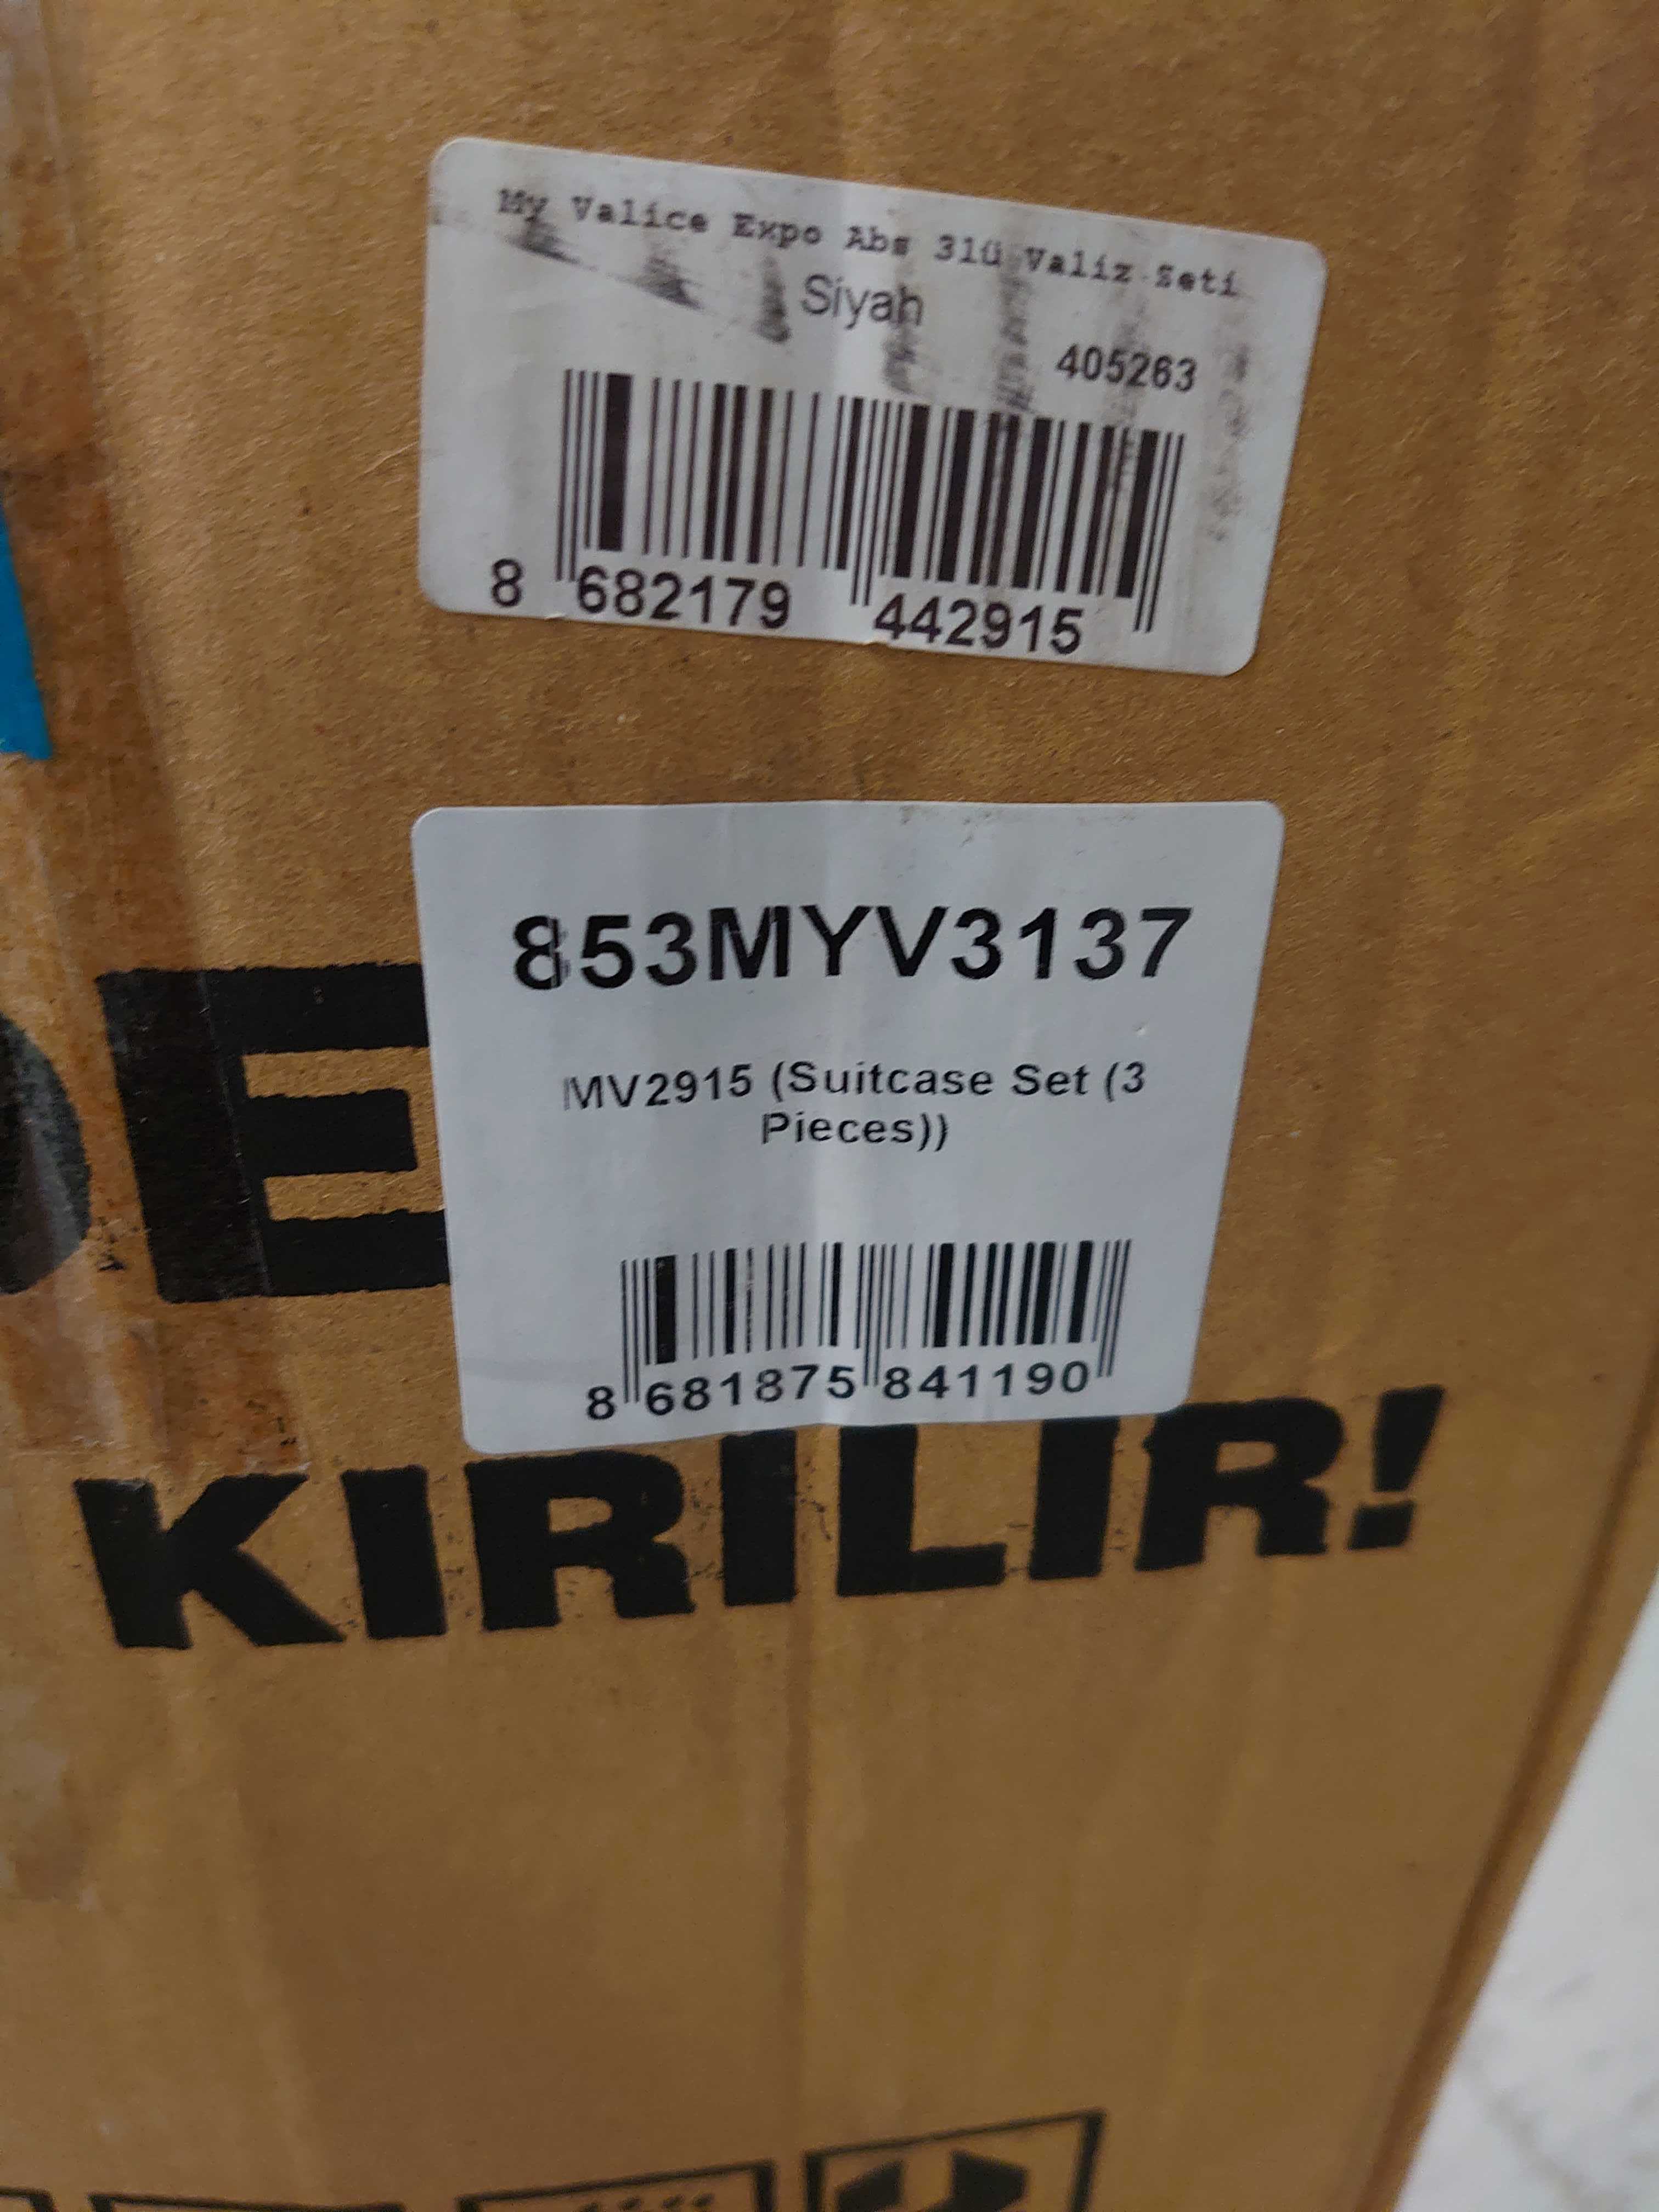 My Valice Expo Abs 3lü Valiz Seti
Siyah
405263
8 682179 442915
853MYV3137
MV2915 (Suitcase Set (3
Pieces))
8 681875 841190
DE
KIRILIR!